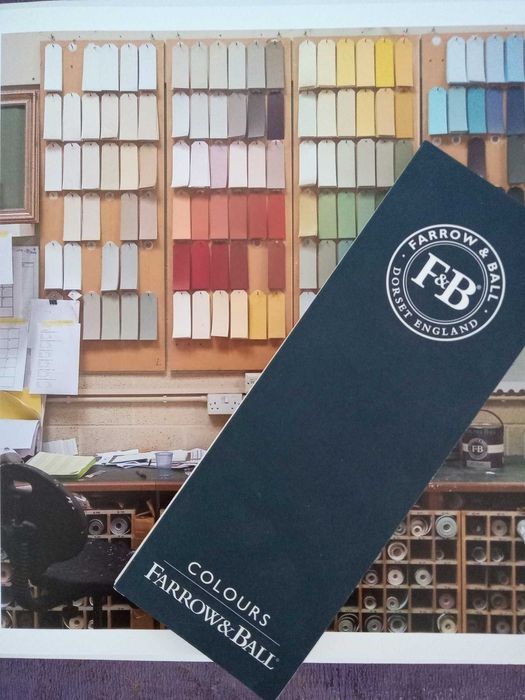 FARROW & BALL
F&B®
DORSET ENGLAND
COLOURS
FARROW&BALL®
F&B
L